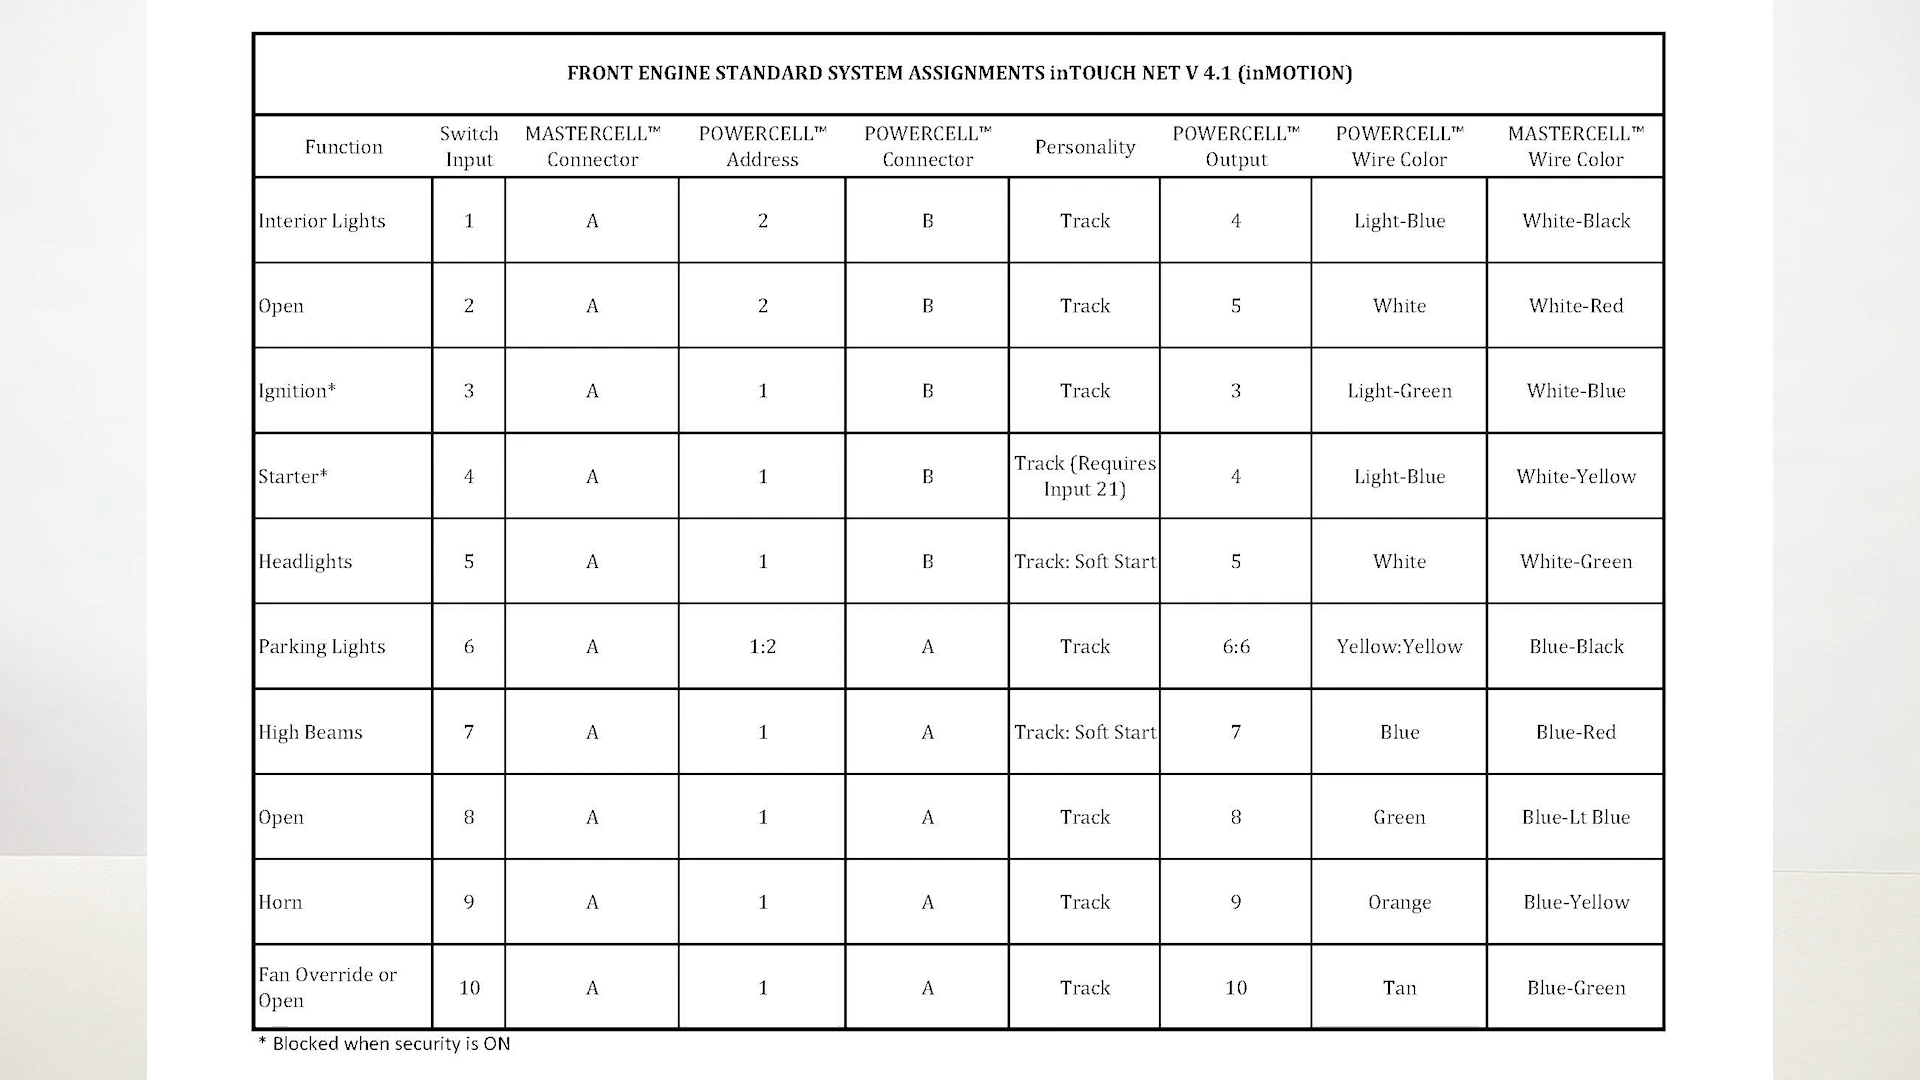 FRONT ENGINE STANDARD SYSTEM ASSIGNMENTS inTOUCH NET V 4.1 (inMOTION)
Function Switch Input MASTERCELL™ Connector POWERCELL™ Address POWERCELL™ Connector Personality POWERCELL™ Output POWERCELL™ Wire Color MASTERCELL™ Wire Color
Interior Lights 1 A 2 B Track 4 Light-Blue White-Black
Open 2 A 2 B Track 5 White White-Red
Ignition* 3 A 1 B Track 3 Light-Green White-Blue
Starter* 4 A 1 B Track (Requires Input 21) 4 Light-Blue White-Yellow
Headlights 5 A 1 B Track: Soft Start 5 White White-Green
Parking Lights 6 A 1:2 A Track 6:6 Yellow:Yellow Blue-Black
High Beams 7 A 1 A Track: Soft Start 7 Blue Blue-Red
Open 8 A 1 A Track 8 Green Blue-Lt Blue
Horn 9 A 1 A Track 9 Orange Blue-Yellow
Fan Override or Open 10 A 1 A Track 10 Tan Blue-Green
* Blocked when security is ON